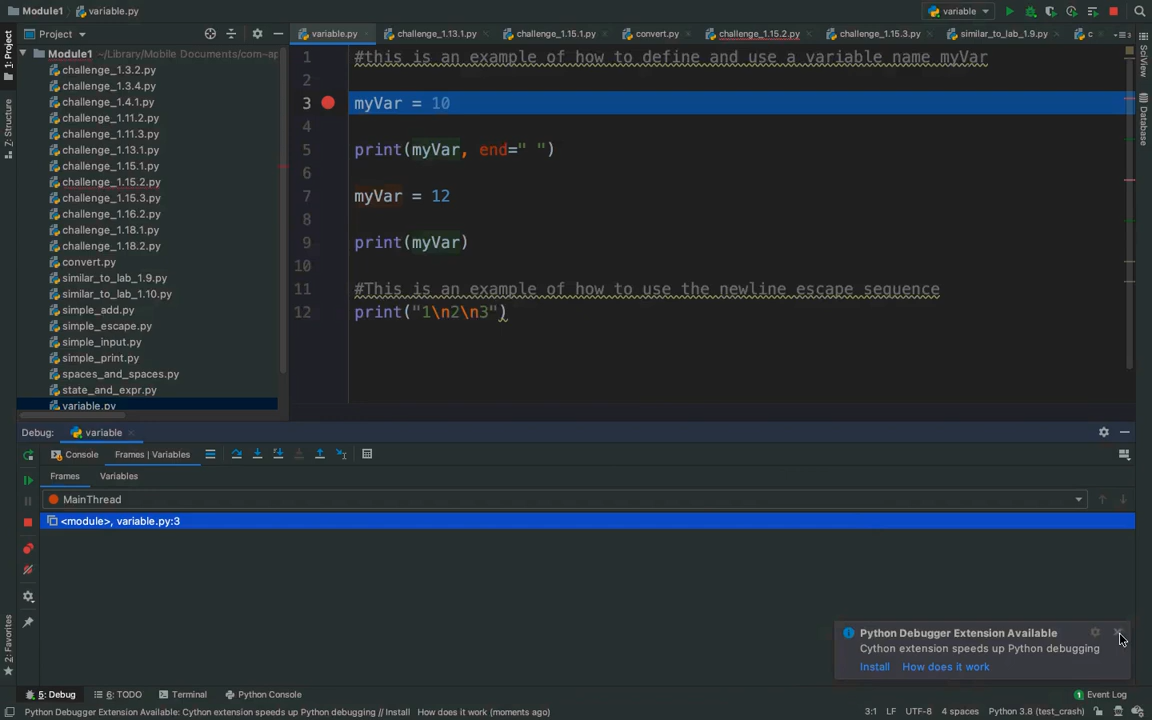 Module1 variable.py variable
1: Project
Project
variable.py challenge_1.13.1.py challenge_1.15.1.py convert.py challenge_1.15.2.py challenge_1.15.3.py similar_to_lab_1.9.py c
Module1 ~/Library/Mobile Documents/com~ap
challenge_1.3.2.py
challenge_1.3.4.py
challenge_1.4.1.py
challenge_1.11.2.py
challenge_1.11.3.py
challenge_1.13.1.py
challenge_1.15.1.py
challenge_1.15.2.py
challenge_1.15.3.py
challenge_1.16.2.py
challenge_1.18.1.py
challenge_1.18.2.py
convert.py
similar_to_lab_1.9.py
similar_to_lab_1.10.py
simple_add.py
simple_escape.py
simple_input.py
simple_print.py
spaces_and_spaces.py
state_and_expr.py
variable.py
Z: Structure
2: Favorites
1 #this is an example of how to define and use a variable name myVar
2
3 myVar = 10
4
5 print(myVar, end=" ")
6
7 myVar = 12
8
9 print(myVar)
10
11 #This is an example of how to use the newline escape sequence
12 print("1\n2\n3")
SciView
Database
Debug: variable
Console Frames | Variables
Frames Variables
MainThread
<module>, variable.py:3
Python Debugger Extension Available
Cython extension speeds up Python debugging
Install How does it work
5: Debug 6: TODO Terminal Python Console 1 Event Log
Python Debugger Extension Available: Cython extension speeds up Python debugging // Install How does it work (moments ago) 3:1 LF UTF-8 4 spaces Python 3.8 (test_crash)